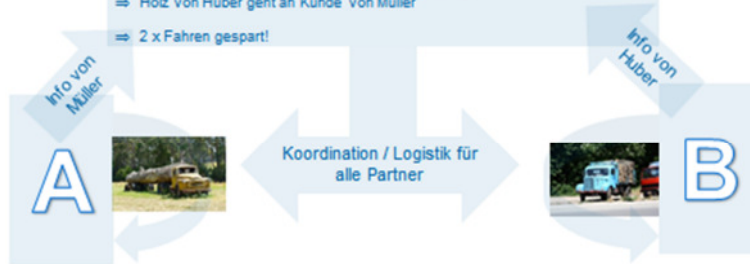 ⇒ Holz von Huber geht an Kunde von Müller
⇒ 2 x Fahren gespart!
Info von
Müller
Info von
Huber
A
Koordination / Logistik für
alle Partner
B